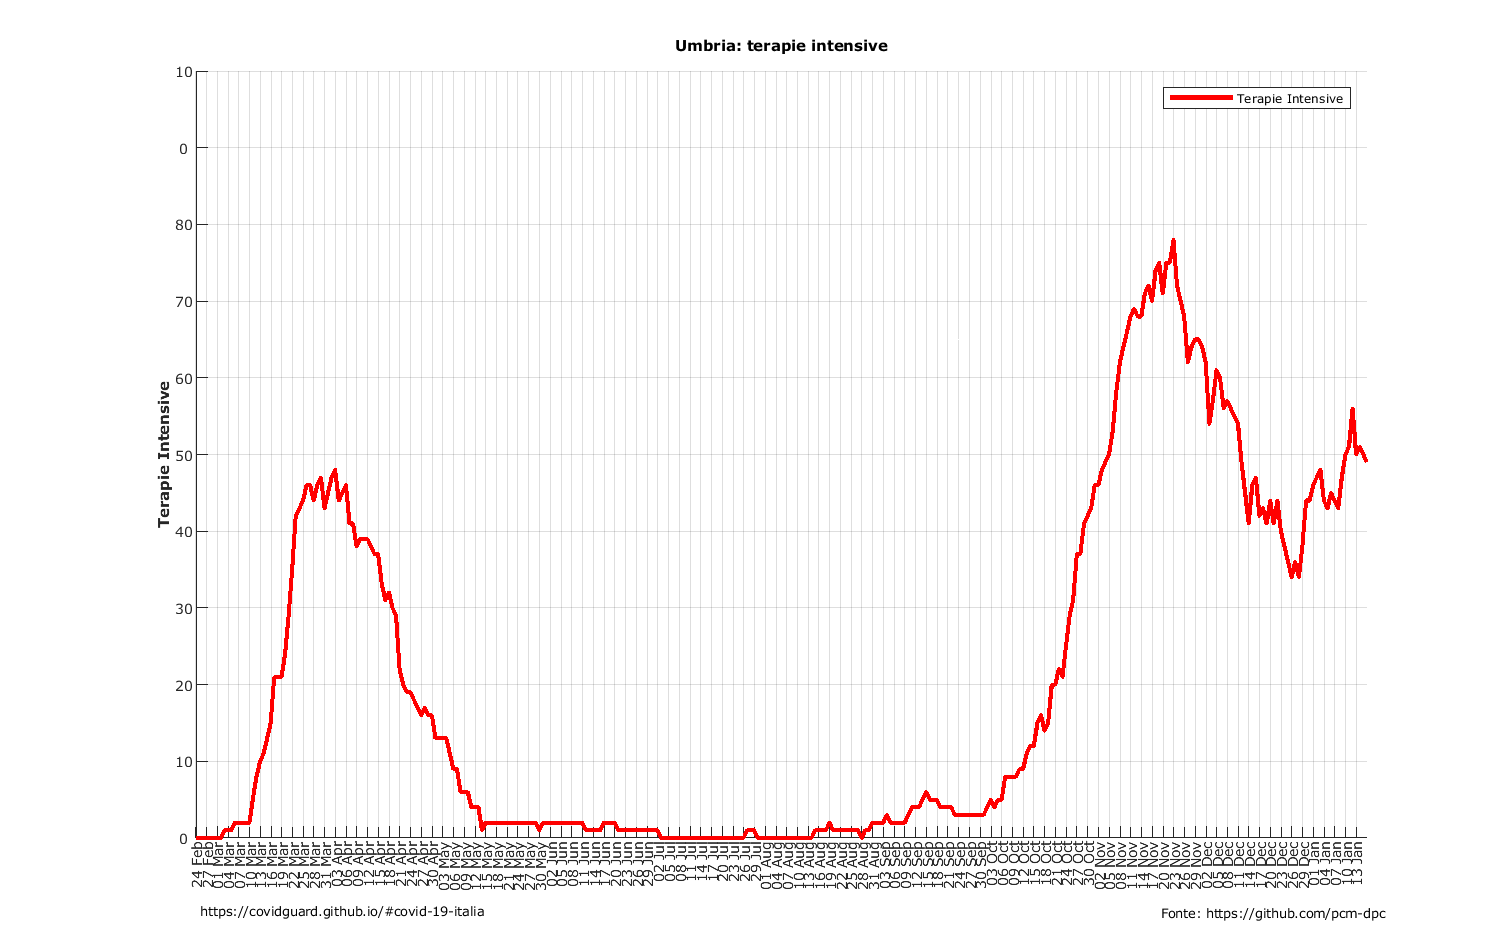 Umbria: terapie intensive
Terapie Intensive
Terapie Intensive
10
0
80
70
60
50
40
30
20
10
0
24 Feb
27 Feb
01 Mar
04 Mar
07 Mar
10 Mar
13 Mar
16 Mar
19 Mar
22 Mar
25 Mar
28 Mar
31 Mar
03 Apr
06 Apr
09 Apr
12 Apr
15 Apr
18 Apr
21 Apr
24 Apr
27 Apr
30 Apr
03 May
06 May
09 May
12 May
15 May
18 May
21 May
24 May
27 May
30 May
02 Jun
05 Jun
08 Jun
11 Jun
14 Jun
17 Jun
20 Jun
23 Jun
26 Jun
29 Jun
02 Jul
05 Jul
08 Jul
11 Jul
14 Jul
17 Jul
20 Jul
23 Jul
26 Jul
29 Jul
01 Aug
04 Aug
07 Aug
10 Aug
13 Aug
16 Aug
19 Aug
22 Aug
25 Aug
28 Aug
31 Aug
03 Sep
06 Sep
09 Sep
12 Sep
15 Sep
18 Sep
21 Sep
24 Sep
27 Sep
30 Sep
03 Oct
06 Oct
09 Oct
12 Oct
15 Oct
18 Oct
21 Oct
24 Oct
27 Oct
30 Oct
02 Nov
05 Nov
08 Nov
11 Nov
14 Nov
17 Nov
20 Nov
23 Nov
26 Nov
29 Nov
02 Dec
05 Dec
08 Dec
11 Dec
14 Dec
17 Dec
20 Dec
23 Dec
26 Dec
29 Dec
01 Jan
04 Jan
07 Jan
10 Jan
13 Jan
https://covidguard.github.io/#covid-19-italia
Fonte: https://github.com/pcm-dpc